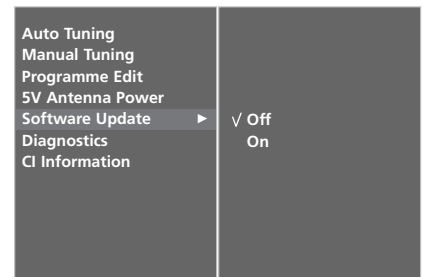 Auto Tuning
Manual Tuning
Programme Edit
5V Antenna Power
Software Update ►
Diagnostics
CI Information
√ Off
On